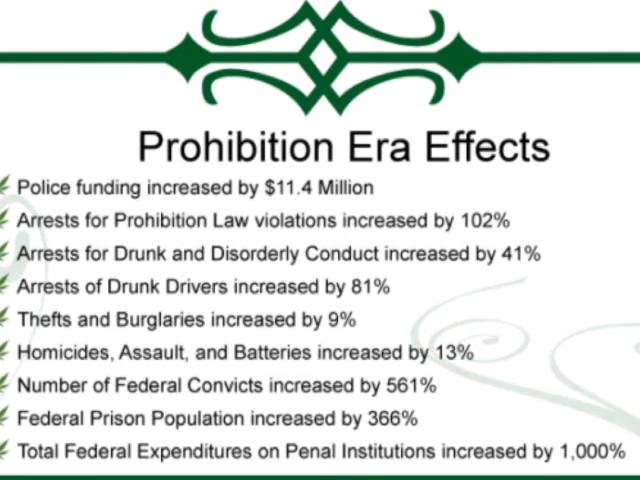 Prohibition Era Effects
Police funding increased by $11.4 Million
Arrests for Prohibition Law violations increased by 102%
Arrests for Drunk and Disorderly Conduct increased by 41%
Arrests of Drunk Drivers increased by 81%
Thefts and Burglaries increased by 9%
Homicides, Assault, and Batteries increased by 13%
Number of Federal Convicts increased by 561%
Federal Prison Population increased by 366%
Total Federal Expenditures on Penal Institutions increased by 1,000%